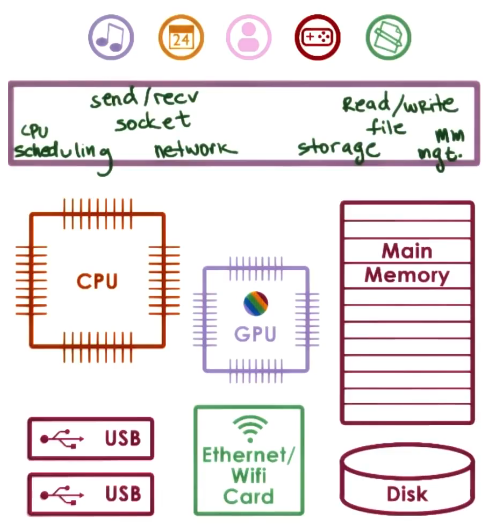 24
send/recv
socket
Read/write
file
CPU
scheduling
network
storage
Mm
mgt.
CPU
GPU
Main
Memory
USB
USB
Ethernet/
Wifi
Card
Disk